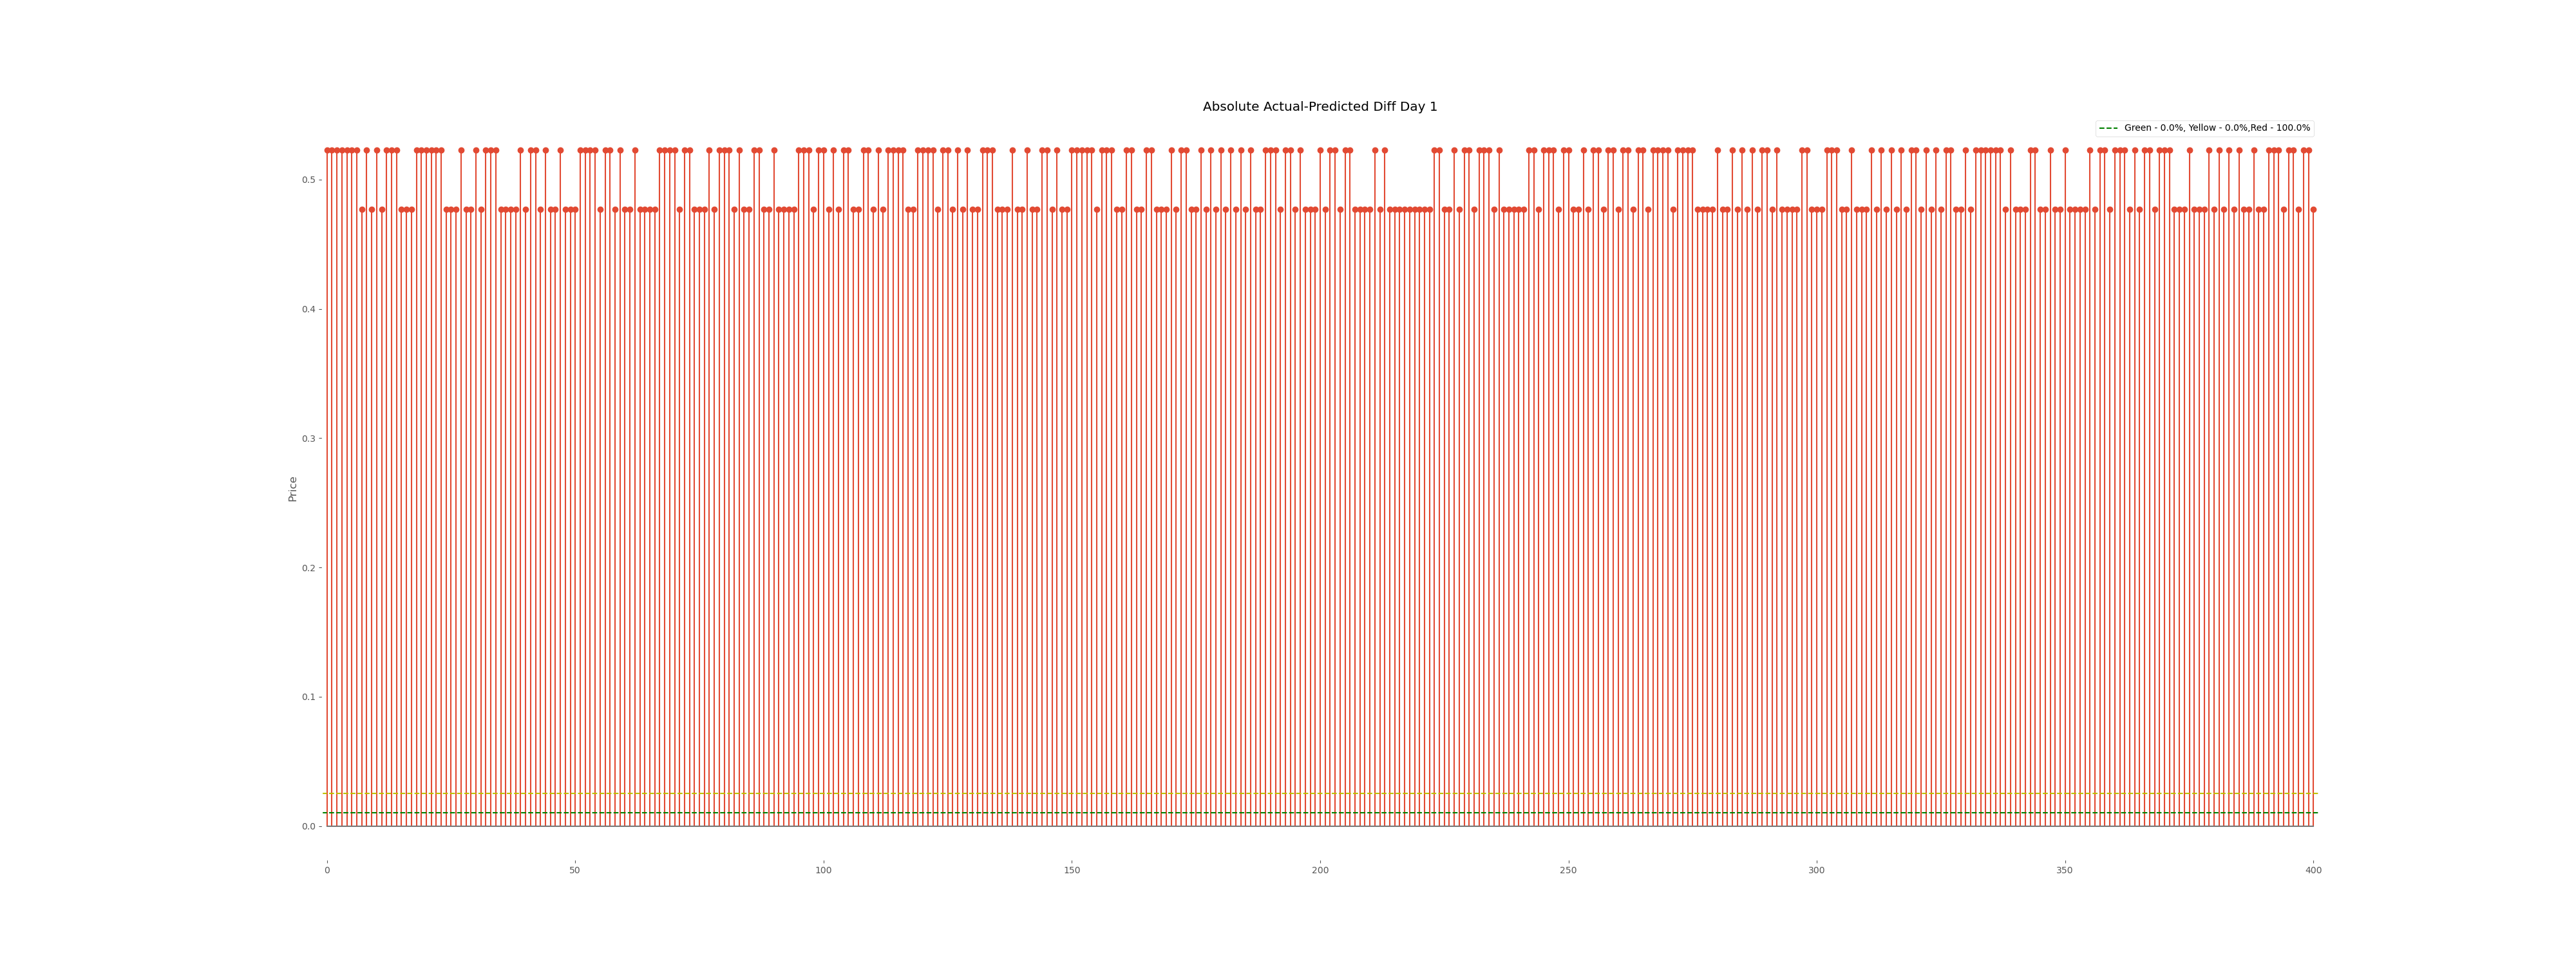 Absolute Actual-Predicted Diff Day 1
Green - 0.0%, Yellow - 0.0%,Red - 100.0%
0.5
0.4
0.3
0.2
0.1
0.0
Price
0 50 100 150 200 250 300 350 400